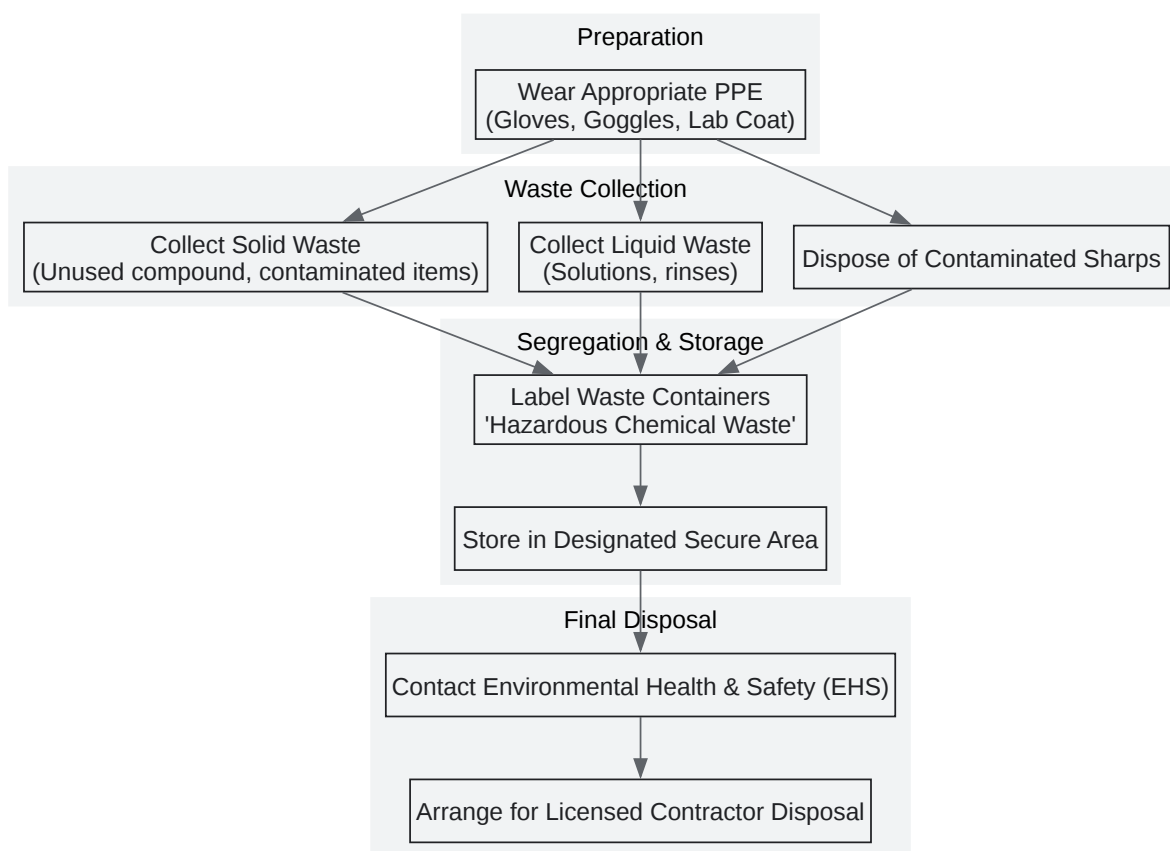 Preparation
Wear Appropriate PPE
(Gloves, Goggles, Lab Coat)
Waste Collection
Collect Solid Waste
(Unused compound, contaminated items)
Collect Liquid Waste
(Solutions, rinses)
Dispose of Contaminated Sharps
Segregation & Storage
Label Waste Containers
'Hazardous Chemical Waste'
Store in Designated Secure Area
Final Disposal
Contact Environmental Health & Safety (EHS)
Arrange for Licensed Contractor Disposal